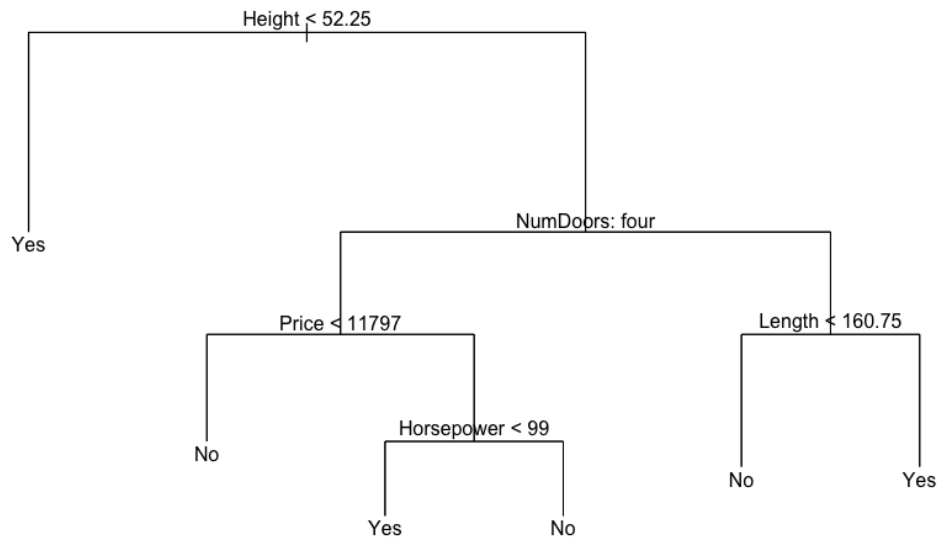 Height < 52.25
NumDoors: four
Yes
Price < 11797
Length < 160.75
Horsepower < 99
No
No
Yes
Yes
No